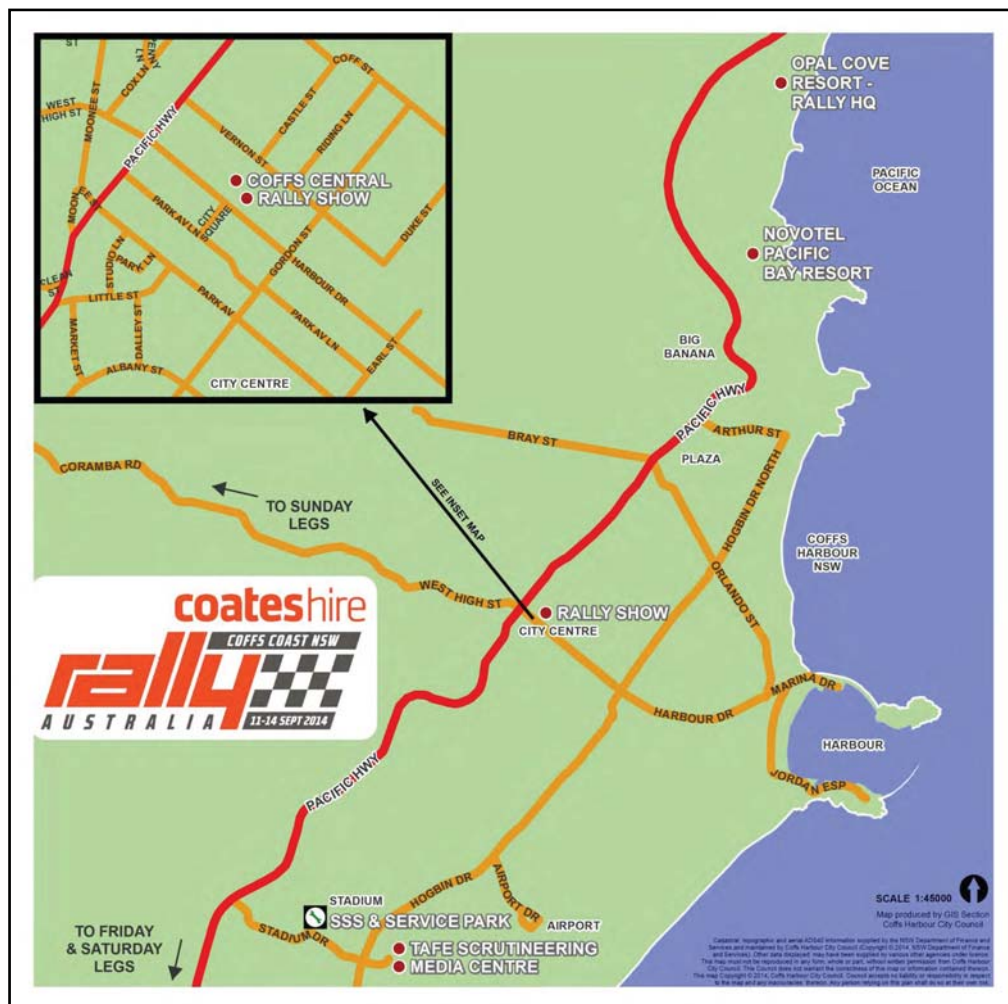 COFF ST
ENNY LN
COX LN
CASTLE ST
RIDING LN
WEST
HIGH ST
MOONEE ST
PACIFIC HWY
VERNON ST
COFFS CENTRAL
RALLY SHOW
DUKE ST
MOON
EE ST
PARK AV LN
CITY
SQUARE
GORDON ST
HARBOUR DR
STUDIO LN
PARK LN
CLEAN
ST
LITTLE ST
PARK AV
PARK AV LN
MARKET ST
DALLEY ST
EARL ST
ALBANY ST
CITY CENTRE
OPAL COVE
RESORT -
RALLY HQ
PACIFIC
OCEAN
NOVOTEL
PACIFIC
BAY RESORT
BIG
BANANA
PACIFIC HWY
ARTHUR ST
BRAY ST
PLAZA
CORAMBA RD
TO SUNDAY
LEGS
SEE INSET MAP
HOGBIN DR NORTH
COFFS
HARBOUR
NSW
ORLANDO ST
WEST HIGH ST
RALLY SHOW
CITY CENTRE
coateshire
COFFS COAST NSW
rally
AUSTRALIA
11-14 SEPT 2014
MARINA DR
HARBOUR DR
HARBOUR
PACIFIC HWY
JORDAN ESP
HOGBIN DR
AIRPORT DR
STADIUM
SSS & SERVICE PARK
AIRPORT
STADIUM DR
TAFE SCRUTINEERING
MEDIA CENTRE
TO FRIDAY
& SATURDAY
LEGS
SCALE 1:45000
Map produced by GIS Section
Coffs Harbour City Council